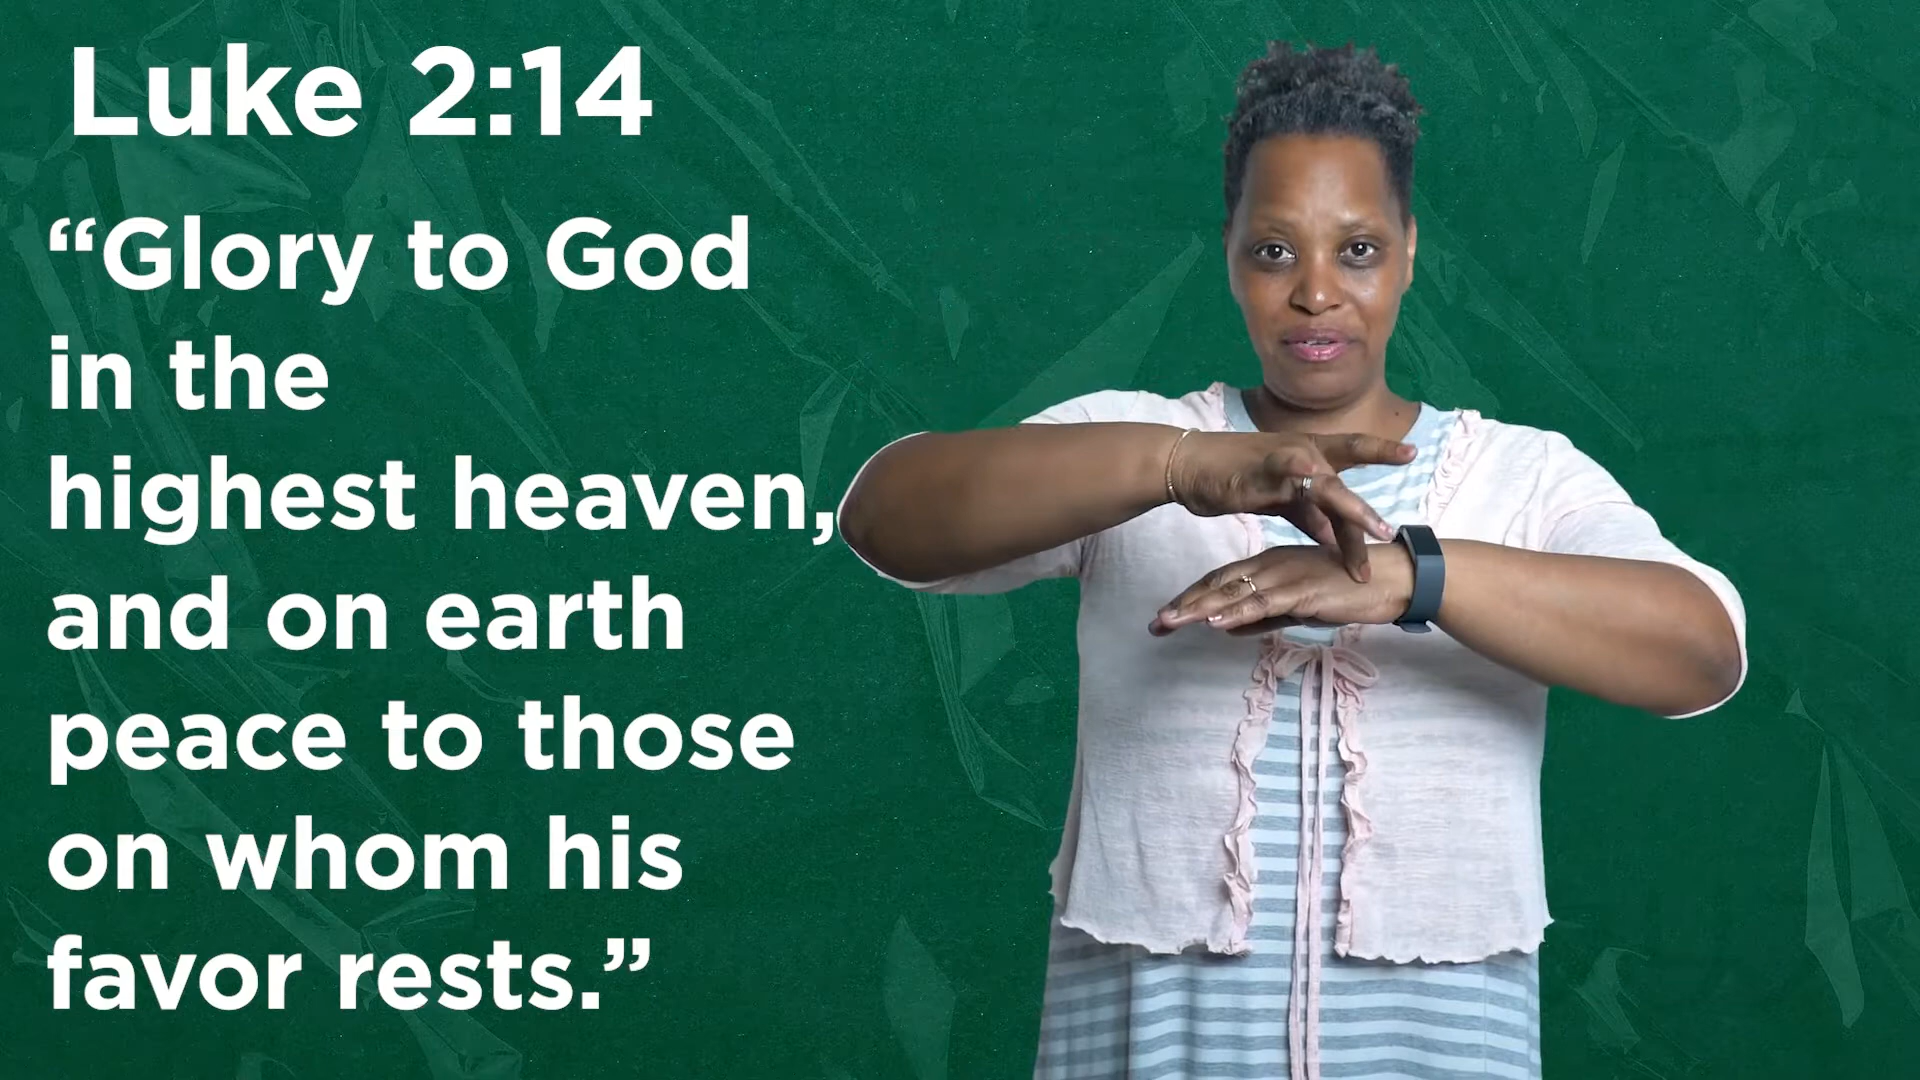 Luke 2:14
“Glory to God
in the
highest heaven,
and on earth
peace to those
on whom his
favor rests.”